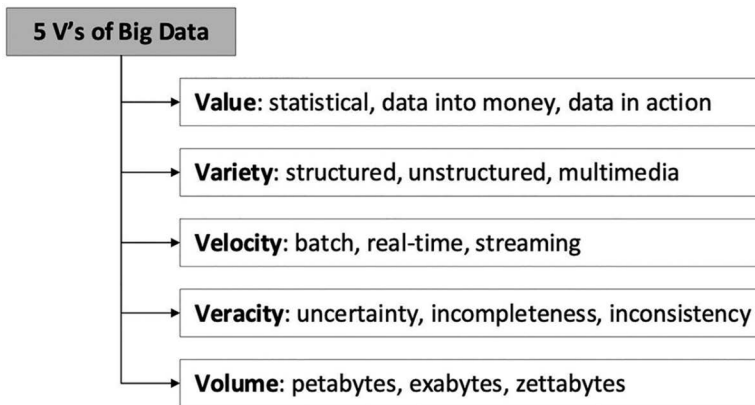 5 V's of Big Data
Value: statistical, data into money, data in action
Variety: structured, unstructured, multimedia
Velocity: batch, real-time, streaming
Veracity: uncertainty, incompleteness, inconsistency
Volume: petabytes, exabytes, zettabytes